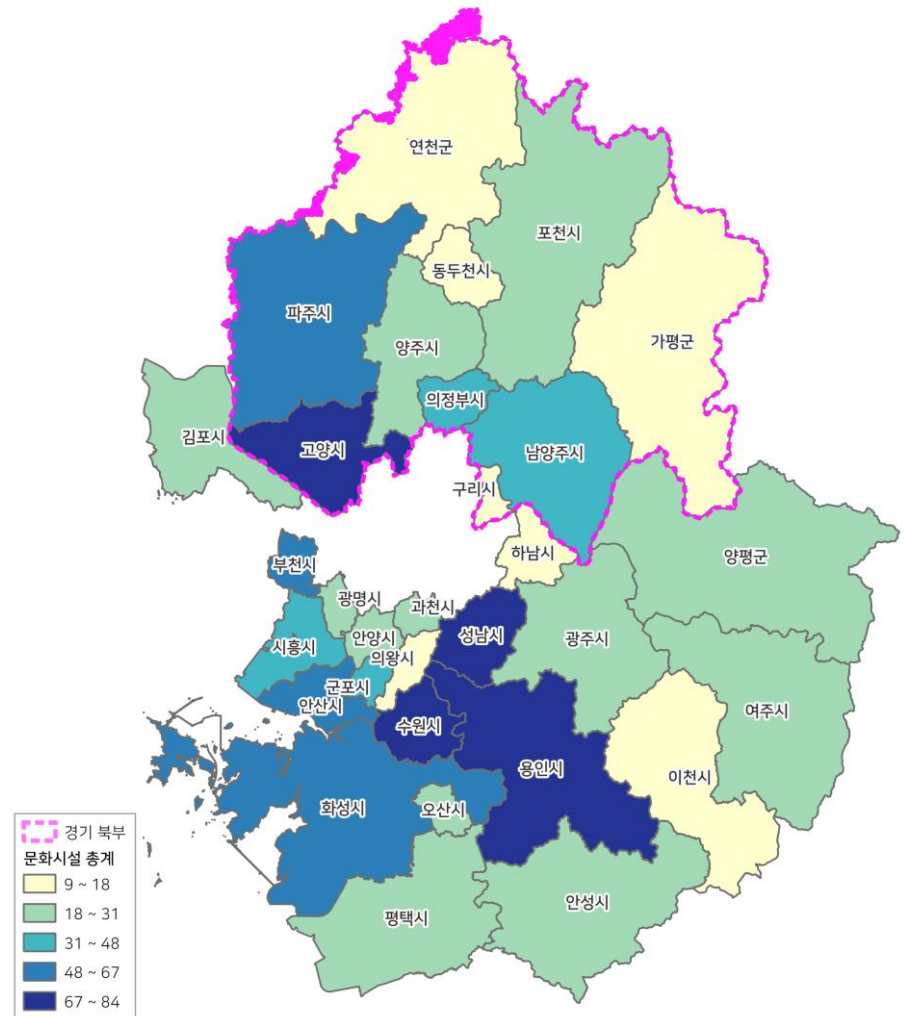 연천군
포천시
동두천시
파주시
양주시
가평군
의정부시
김포시
고양시
남양주시
구리시
하남시
양평군
부천시
광명시
과천시
시흥시
안양시
성남시
광주시
의왕시
군포시
안산시
수원시
여주시
용인시
이천시
화성시
오산시
평택시
안성시
경기 북부
문화시설 총계
9 ~ 18
18 ~ 31
31 ~ 48
48 ~ 67
67 ~ 84